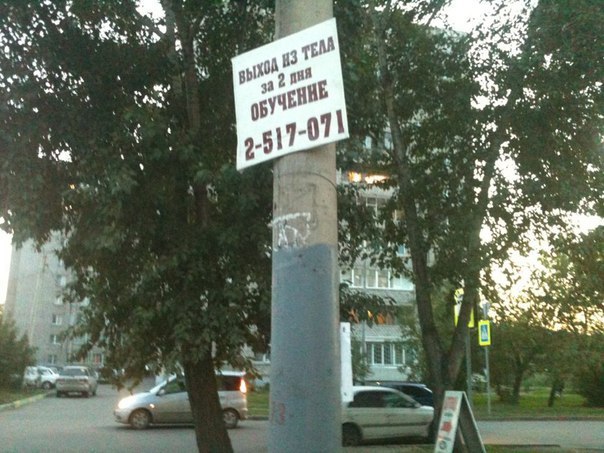 ВЫХОД ИЗ ТЕЛА
за 2 дня
ОБУЧЕНИЕ
2-517-071